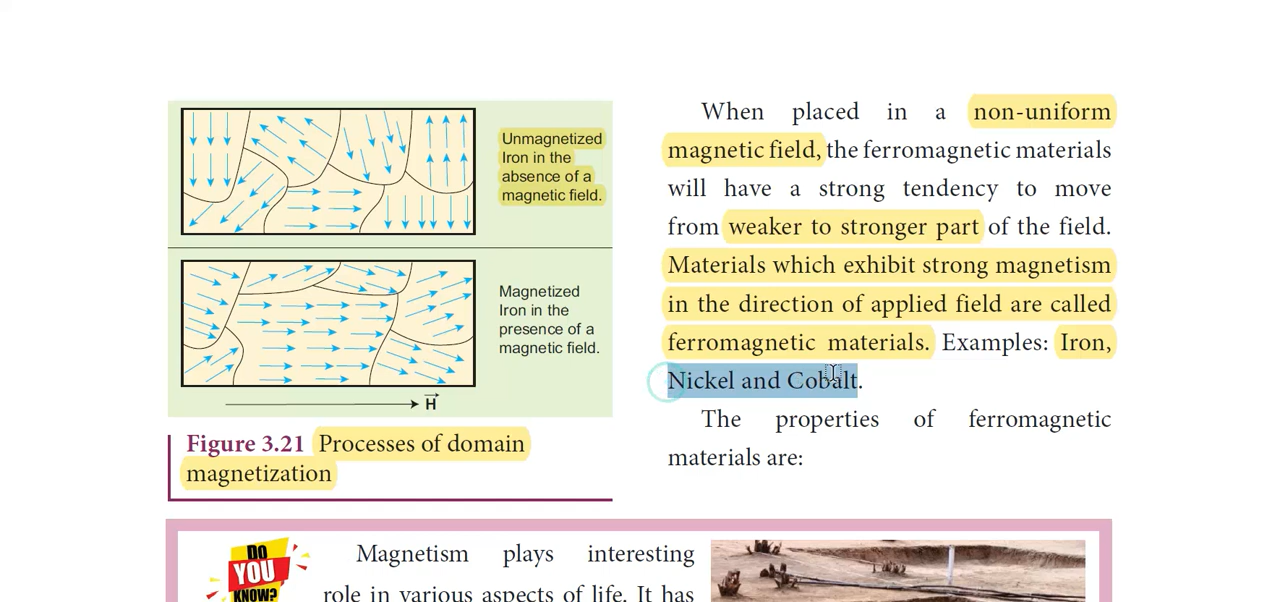 Unmagnetized
Iron in the
absence of a
magnetic field.
Magnetized
Iron in the
presence of a
magnetic field.
H
Figure 3.21 Processes of domain
magnetization
When placed in a non-uniform
magnetic field, the ferromagnetic materials
will have a strong tendency to move
from weaker to stronger part of the field.
Materials which exhibit strong magnetism
in the direction of applied field are called
ferromagnetic materials. Examples: Iron,
Nickel and Cobalt.
The properties of ferromagnetic
materials are:
DO
YOU
KNOW?
Magnetism plays interesting
role in various aspects of life. It has